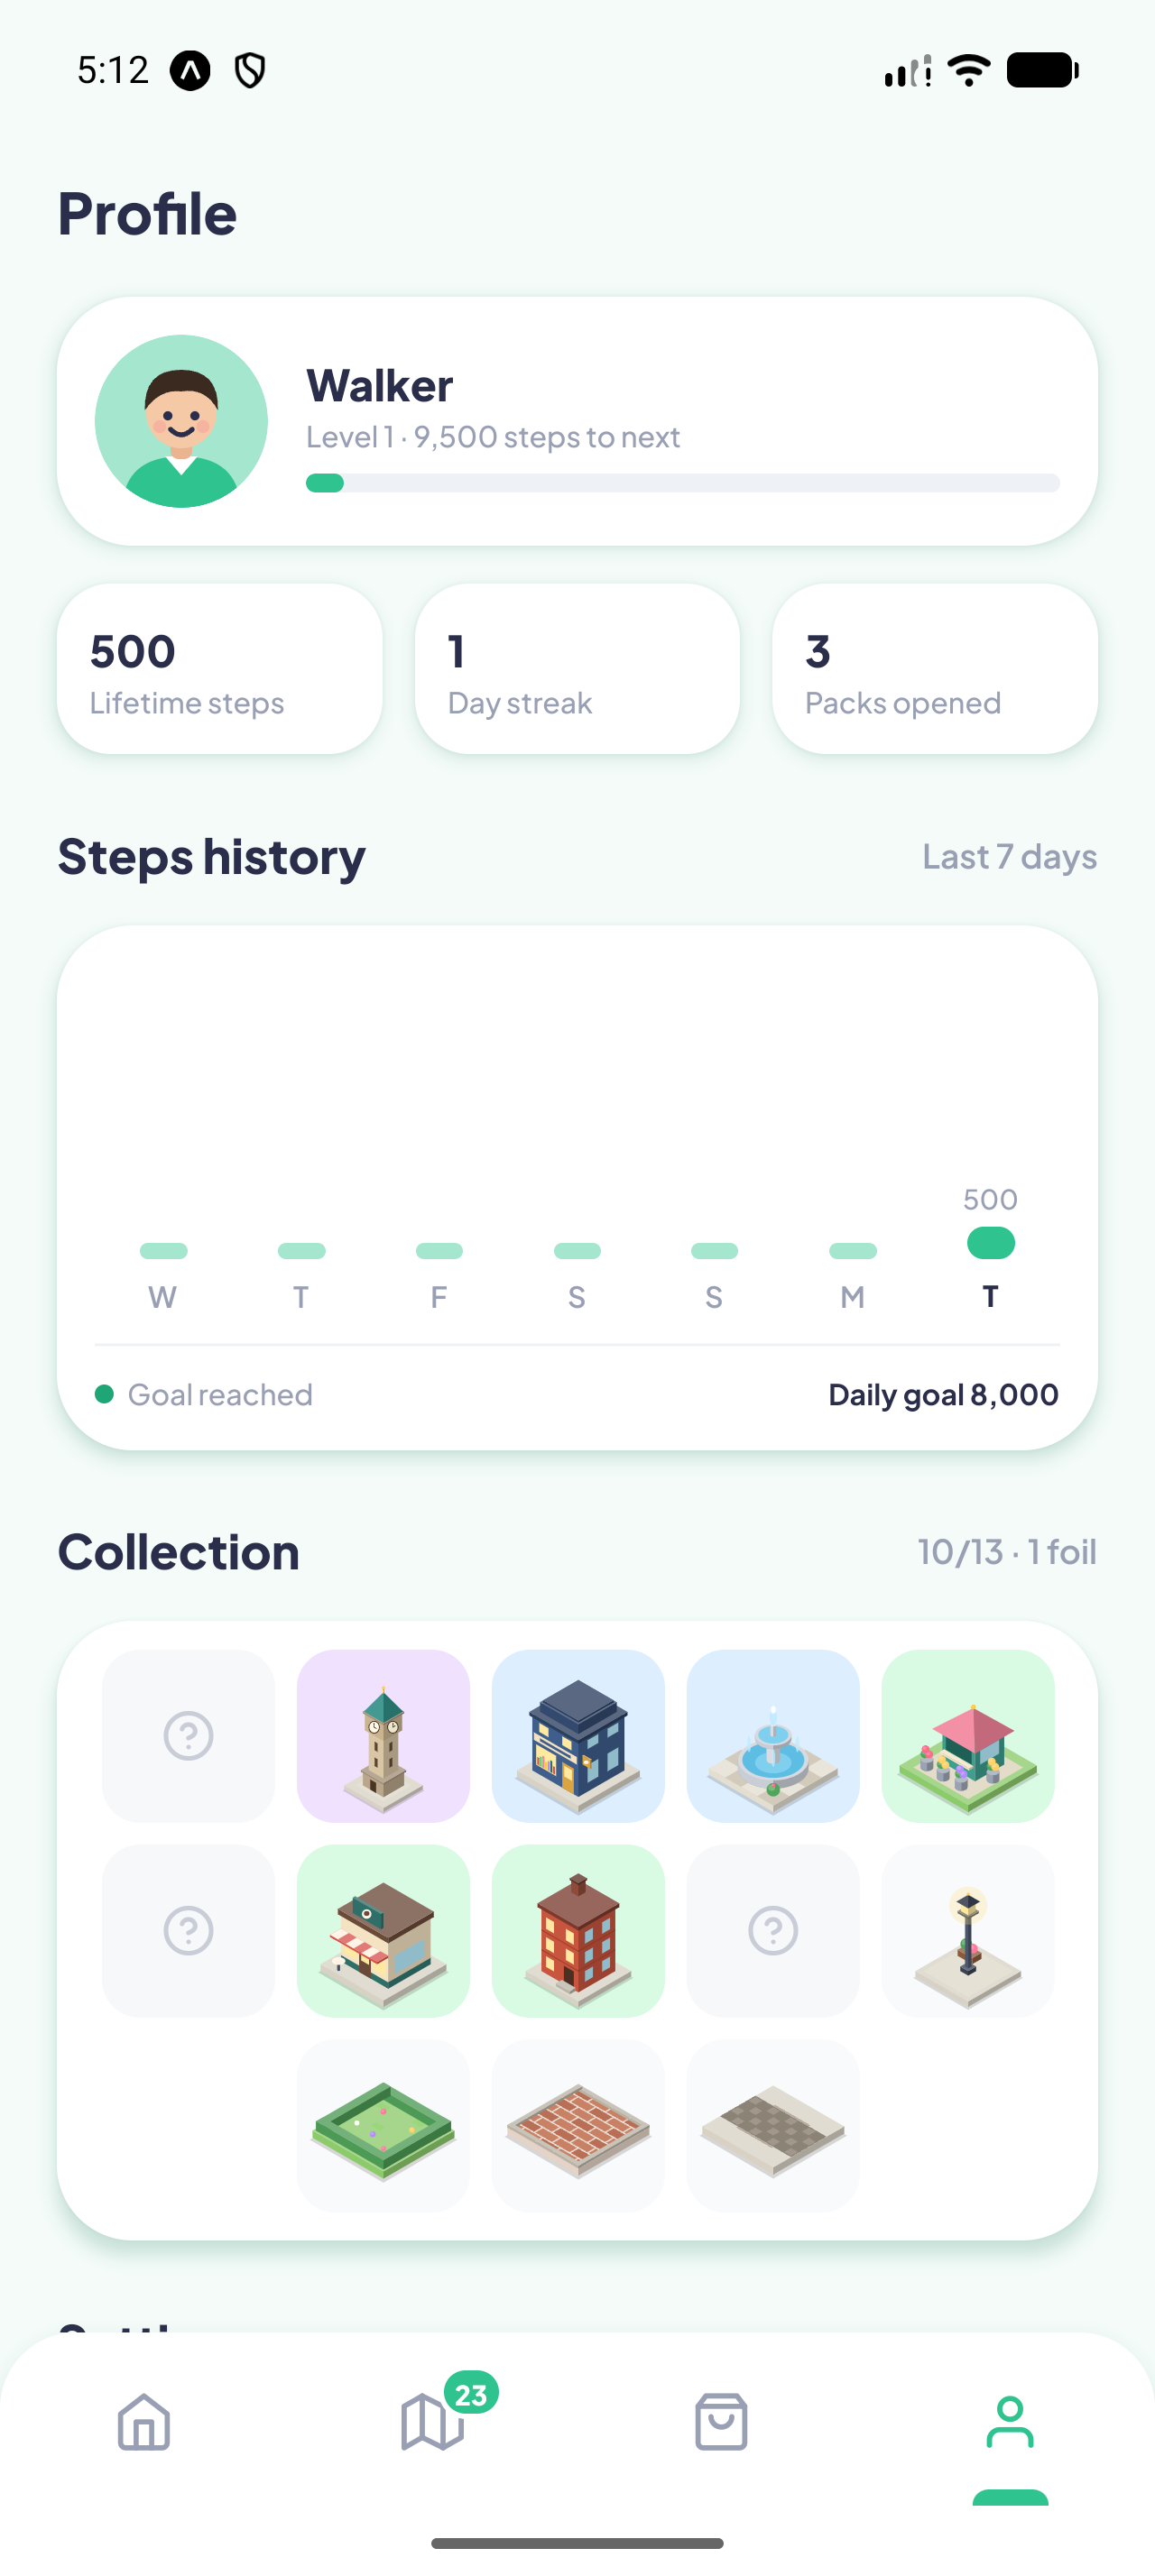 5:12
Profile
Walker
Level 1 · 9,500 steps to next
500
Lifetime steps
1
Day streak
3
Packs opened
Steps history
Last 7 days
500
W T F S S M T
Goal reached
Daily goal 8,000
Collection
10/13 · 1 foil
23